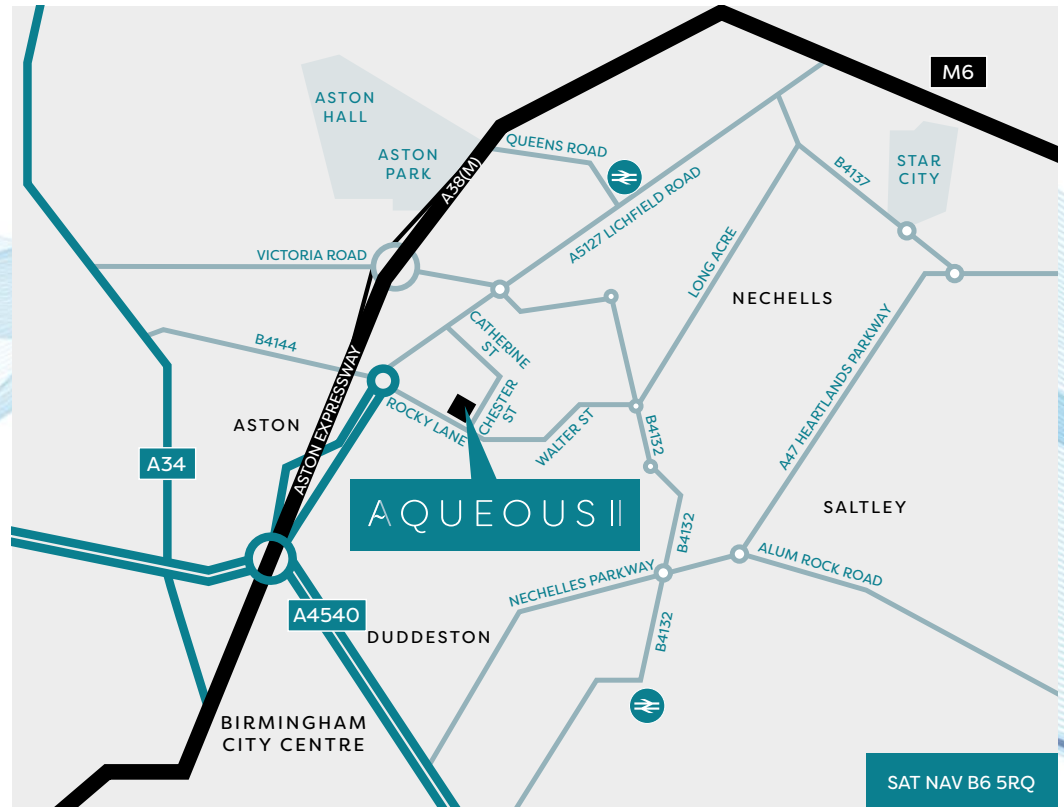 M6
ASTON
HALL
ASTON
PARK
QUEENS ROAD
A38(M)
STAR
CITY
B4137
A5127 LICHFIELD ROAD
VICTORIA ROAD
LONG ACRE
NECHELLS
CATHERINE
ST
B4144
A47 HEARTLANDS PARKWAY
ASTON EXPRESSWAY
CHESTER
ST
ROCKY LANE
ASTON
WALTER ST
B4132
A34
AQUEOUS II
SALTLEY
B4132
ALUM ROCK ROAD
NECHELLES PARKWAY
A4540
DUDDESTON
B4132
BIRMINGHAM
CITY CENTRE
SAT NAV B6 5RQ